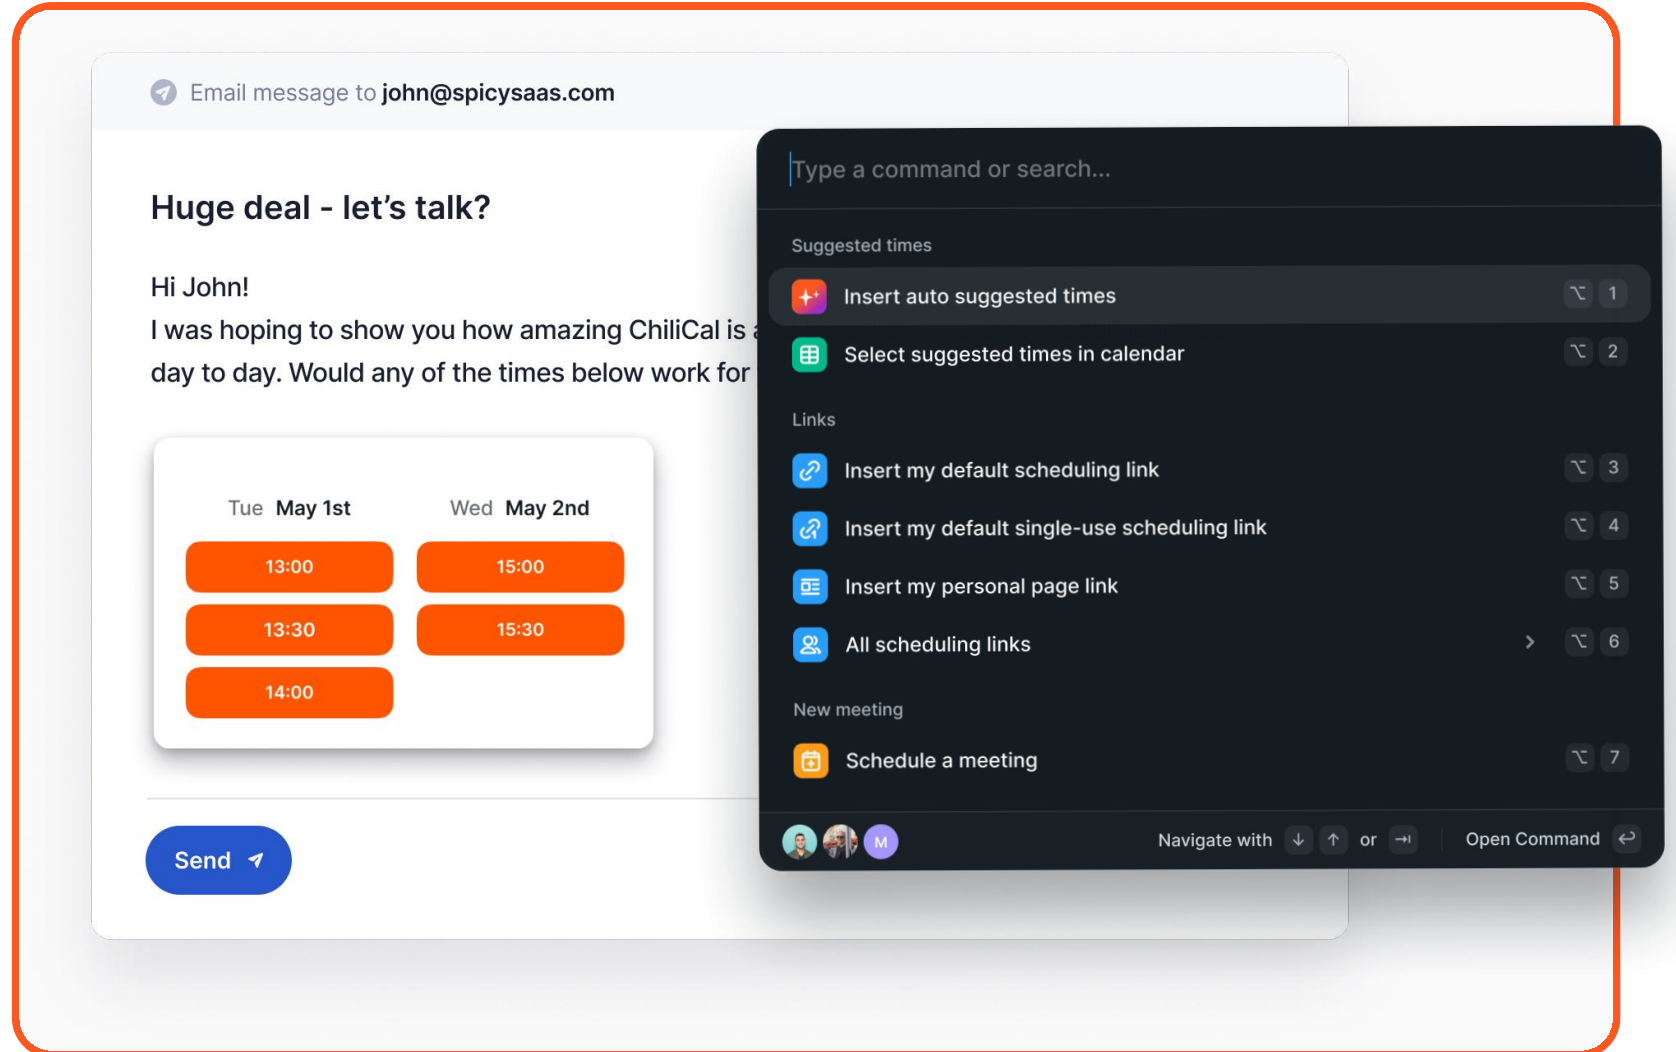 Email message to john@spicysaas.com
Huge deal - let’s talk?
Hi John!
I was hoping to show you how amazing ChiliCal is
day to day. Would any of the times below work for
Tue May 1st
13:00
13:30
14:00
Wed May 2nd
15:00
15:30
Send
Type a command or search...
Suggested times
Insert auto suggested times ⌥ 1
Select suggested times in calendar ⌥ 2
Links
Insert my default scheduling link ⌥ 3
Insert my default single-use scheduling link ⌥ 4
Insert my personal page link ⌥ 5
All scheduling links > ⌥ 6
New meeting
Schedule a meeting ⌥ 7
M
Navigate with ↓ ↑ or ⇥ Open Command ↩